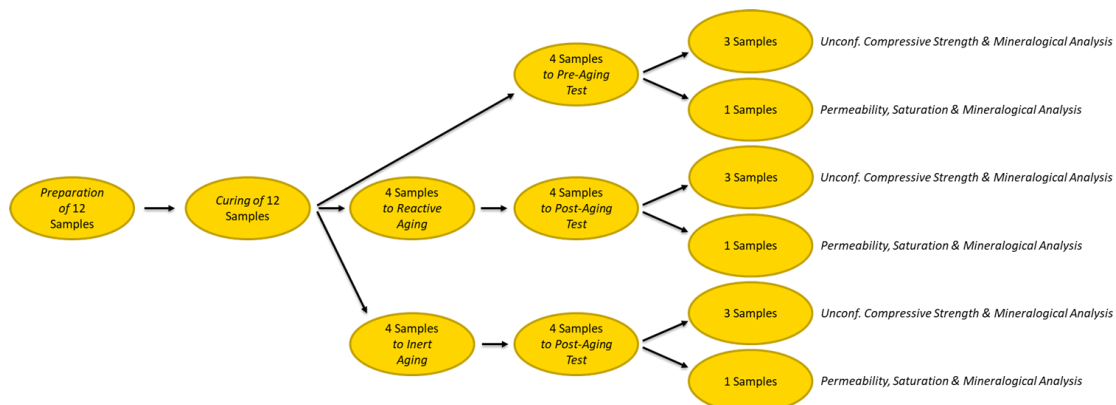 Preparation
of 12
Samples
Curing of 12
Samples
4 Samples
to Pre-Aging
Test
3 Samples
Unconf. Compressive Strength & Mineralogical Analysis
1 Samples
Permeability, Saturation & Mineralogical Analysis
4 Samples
to Reactive
Aging
4 Samples
to Post-Aging
Test
3 Samples
Unconf. Compressive Strength & Mineralogical Analysis
1 Samples
Permeability, Saturation & Mineralogical Analysis
4 Samples
to Inert
Aging
4 Samples
to Post-Aging
Test
3 Samples
Unconf. Compressive Strength & Mineralogical Analysis
1 Samples
Permeability, Saturation & Mineralogical Analysis